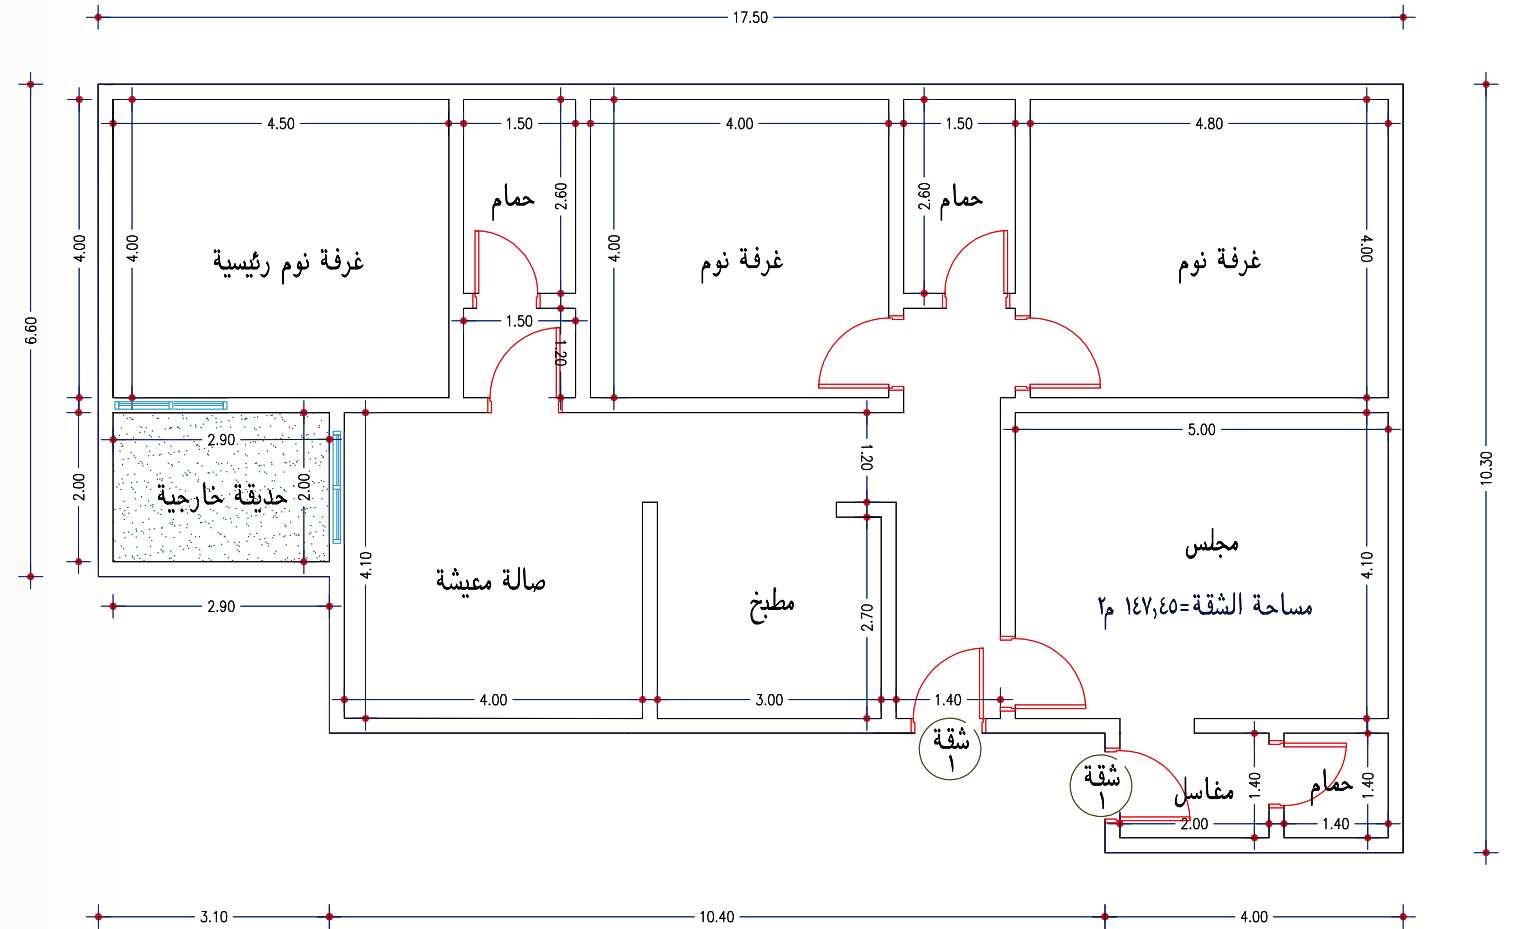 17.50
4.50
1.50
4.00
1.50
4.80
4.00
4.00
2.60
4.00
2.60
4.00
حمام
حمام
غرفة نوم رئيسية
غرفة نوم
غرفة نوم
6.60
1.50
1.20
2.90
5.00
1.20
2.00
2.00
حديقة خارجية
10.30
مجلس
4.10
صالة معيشة
4.10
مطبخ
مساحة الشقة=١٤٧,٤٥ م٢
2.70
2.90
4.00
3.00
1.40
شقة
١
شقة
١
مغاسل
حمام
1.40
1.40
2.00
1.40
3.10
10.40
4.00